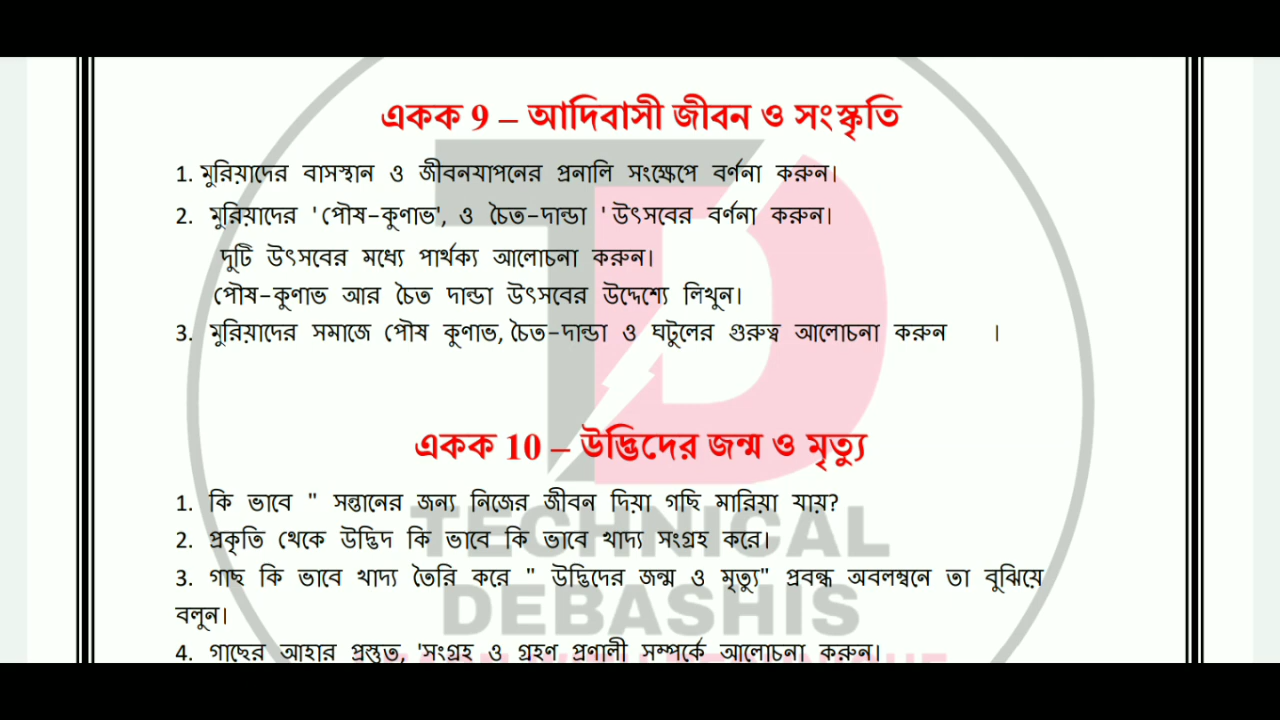 একক 9 – আদিবাসী জীবন ও সংস্কৃতি
1. মুরিয়াদের বাসস্থান ও জীবনযাপনের প্রনালি সংক্ষেপে বর্ণনা করুন।
2. মুরিয়াদের 'পৌষ-কুণাভ', ও চৈত-দান্ডা ' উৎসবের বর্ণনা করুন।
দুটি উৎসবের মধ্যে পার্থক্য আলোচনা করুন।
পৌষ-কুণাভ আর চৈত দান্ডা উৎসবের উদ্দেশ্যে লিখুন।
3. মুরিয়াদের সমাজে পৌষ কুণাভ, চৈত-দান্ডা ও ঘটুলের গুরুত্ব আলোচনা করুন ।
একক 10 – উদ্ভিদের জন্ম ও মৃত্যু
1. কি ভাবে " সন্তানের জন্য নিজের জীবন দিয়া গছি মারিয়া যায়?
2. প্রকৃতি থেকে উদ্ভিদ কি ভাবে কি ভাবে খাদ্য সংগ্রহ করে।
3. গাছ কি ভাবে খাদ্য তৈরি করে " উদ্ভিদের জন্ম ও মৃত্যু" প্রবন্ধ অবলম্বনে তা বুঝিয়ে
বলুন।
4. গাছের আহার প্রস্তুত, 'সংগ্রহ ও গ্রহণ প্রণালী সম্পর্কে আলোচনা করুন।
TECHNICAL
DEBASHIS